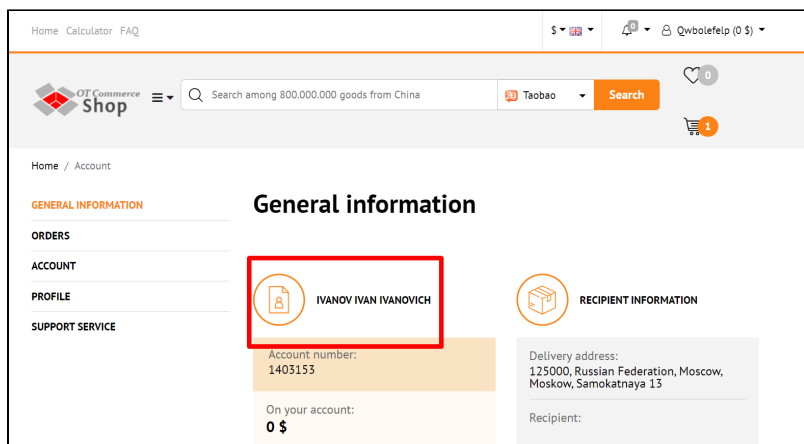 Home Calculator FAQ
$
0
Qwbolefelp (0 $)
OT Commerce
Shop
Search among 800.000.000 goods from China
Taobao
Search
0
1
Home / Account
GENERAL INFORMATION
ORDERS
ACCOUNT
PROFILE
SUPPORT SERVICE
General information
IVANOV IVAN IVANOVICH
Account number:
1403153
On your account:
0 $
RECIPIENT INFORMATION
Delivery address:
125000, Russian Federation, Moscow,
Moskow, Samokatnaya 13
Recipient: